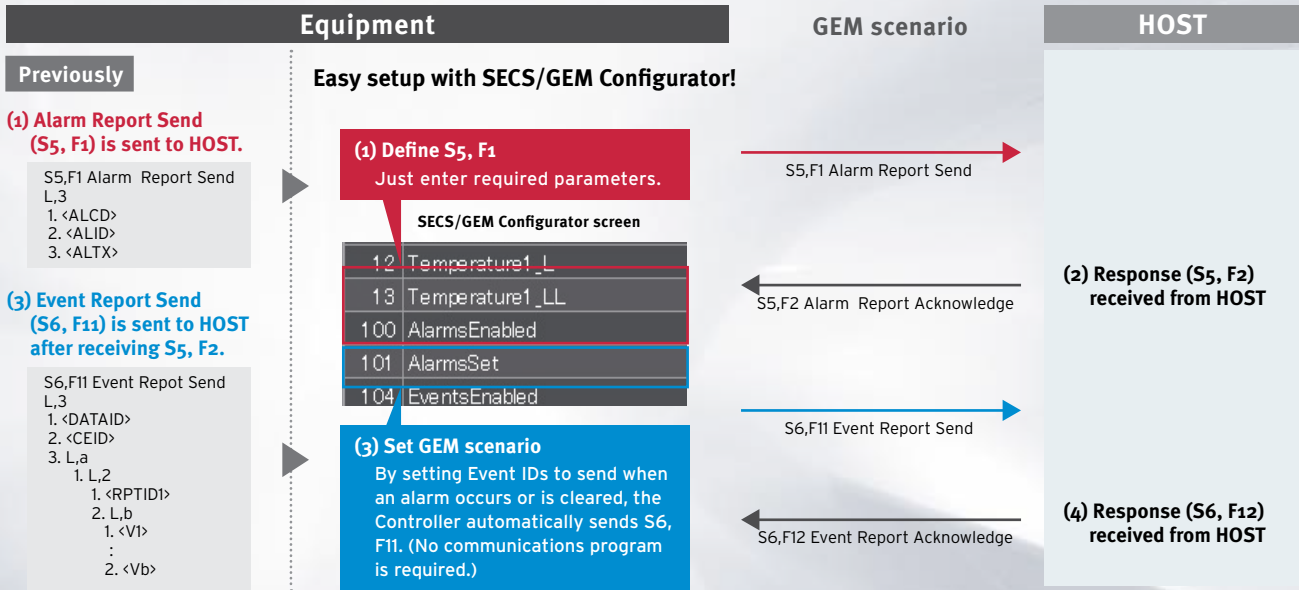 Equipment
GEM scenario
HOST
Previously
(1) Alarm Report Send
(S5, F1) is sent to HOST.
S5,F1 Alarm Report Send
L,3
1. <ALCD>
2. <ALID>
3. <ALTX>
(3) Event Report Send
(S6, F11) is sent to HOST
after receiving S5, F2.
S6,F11 Event Repot Send
L,3
1. <DATAID>
2. <CEID>
3. L,a
1. L,2
1. <RPTID1>
2. L,b
1. <V1>
:
2. <Vb>
Easy setup with SECS/GEM Configurator!
(1) Define S5, F1
Just enter required parameters.
SECS/GEM Configurator screen
12 Temperature1_L
13 Temperature1_LL
100 AlarmsEnabled
101 AlarmsSet
104 EventsEnabled
(3) Set GEM scenario
By setting Event IDs to send when
an alarm occurs or is cleared, the
Controller automatically sends S6,
F11. (No communications program
is required.)
S5,F1 Alarm Report Send
S5,F2 Alarm Report Acknowledge
S6,F11 Event Report Send
S6,F12 Event Report Acknowledge
(2) Response (S5, F2)
received from HOST
(4) Response (S6, F12)
received from HOST